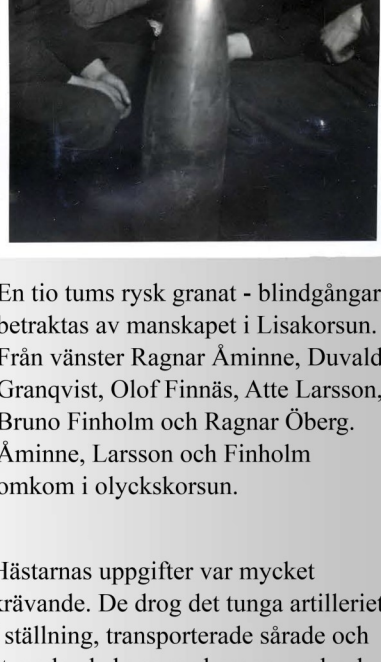 En tio tums rysk granat - blindgångar
betraktas av manskapet i Lisakorsun.
Från vänster Ragnar Åminne, Duvald
Granqvist, Olof Finnäs, Atte Larsson,
Bruno Finholm och Ragnar Öberg.
Åminne, Larsson och Finholm
omkom i olyckskorsun.
Hästarnas uppgifter var mycket
krävande. De drog det tunga artilleriet
ställning, transporterade sårade och